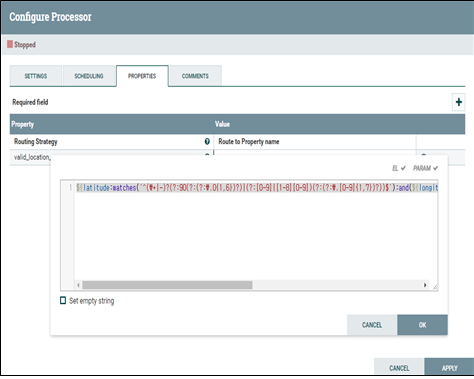 Configure Processor
Stopped
SETTINGS SCHEDULING PROPERTIES COMMENTS
Required field
Property Value
Routing Strategy Route to Property name
valid_location_
EL PARAM
1 ${latitude:matches('^(₩+|-)?(?:90(?:(?:₩.0{1,6})?)|(?:[0-9]|[1-8][0-9])(?:(?:₩.[0-9]{1,7})?))$'):and(${longit
Set empty string
CANCEL OK
CANCEL APPLY